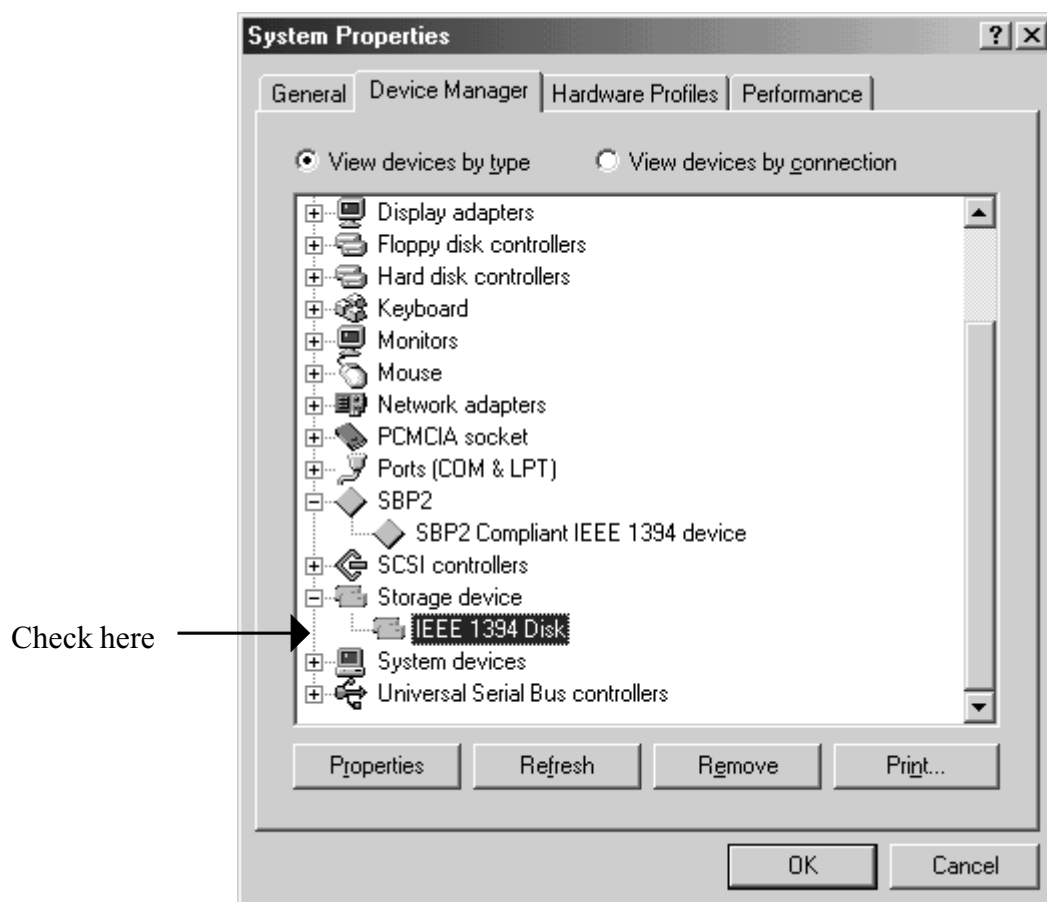 System Properties
General Device Manager Hardware Profiles Performance
View devices by type View devices by connection
Display adapters
Floppy disk controllers
Hard disk controllers
Keyboard
Monitors
Mouse
Network adapters
PCMCIA socket
Ports (COM & LPT)
SBP2
SBP2 Compliant IEEE 1394 device
SCSI controllers
Storage device
Check here IEEE 1394 Disk
System devices
Universal Serial Bus controllers
Properties Refresh Remove Print...
OK Cancel